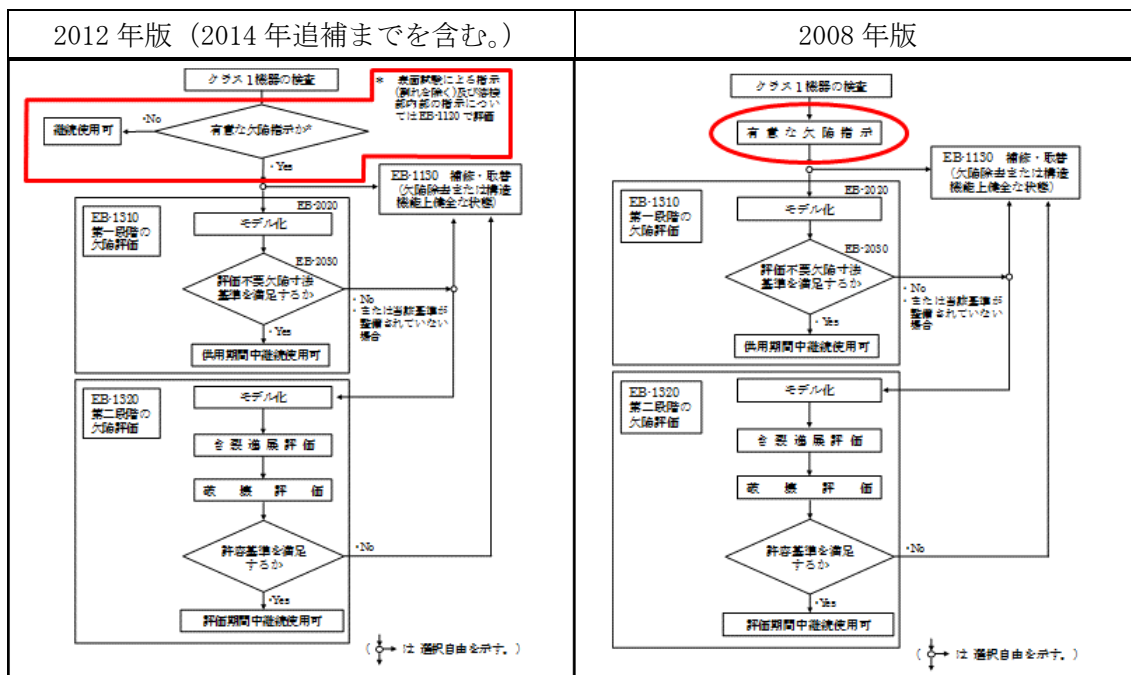 2012 年版（2014 年追補までを含む。）
2008 年版
クラス１機器の検査
有意な欠陥指示か*
・No
継続使用可
・Yes
* 表面試験による指示
(割れを除く)及び溶接
部内部の指示につい
てはEB-1120で評価
EB-1130 補修・取替
(欠陥除去または構造
機能上健全な状態)
EB-1310
第一段階の
欠陥評価
EB-2020
モデル化
EB-2030
評価不要欠陥寸法
基準を満足するか
・No
・または当該基準が
整備されていない
場合
・Yes
供用期間中継続使用可
EB-1320
第二段階の
欠陥評価
モデル化
き裂進展評価
破壊評価
許容基準を満足
するか
・No
・Yes
評価期間中継続使用可
( は 選択自由を示す。)
クラス１機器の検査
有意な欠陥指示
EB-1130 補修・取替
(欠陥除去または構造
機能上健全な状態)
EB-1310
第一段階の
欠陥評価
EB-2020
モデル化
EB-2030
評価不要欠陥寸法
基準を満足するか
・No
・または当該基準が
整備されていない
場合
・Yes
供用期間中継続使用可
EB-1320
第二段階の
欠陥評価
モデル化
き裂進展評価
破壊評価
許容基準を満足
するか
・No
・Yes
評価期間中継続使用可
( は 選択自由を示す。)